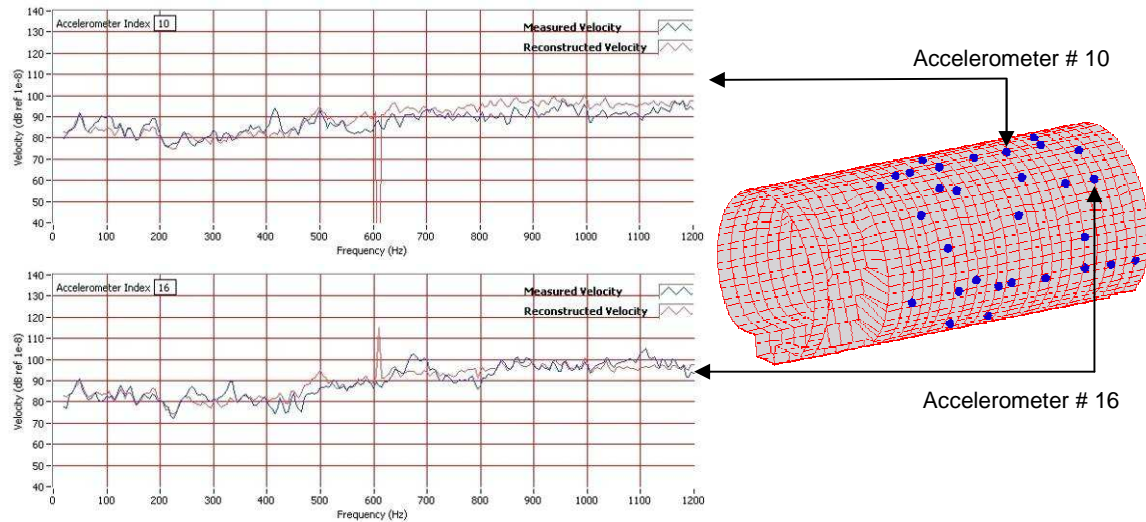 Accelerometer Index 10
Measured Velocity
Reconstructed Velocity
Velocity (dB ref 1e-8)
140
130
120
110
100
90
80
70
60
50
40
0 100 200 300 400 500 600 700 800 900 1000 1100 1200
Frequency (Hz)
Accelerometer Index 16
Measured Velocity
Reconstructed Velocity
Velocity (dB ref 1e-8)
140
130
120
110
100
90
80
70
60
50
40
0 100 200 300 400 500 600 700 800 900 1000 1100 1200
Frequency (Hz)
Accelerometer # 10
Accelerometer # 16